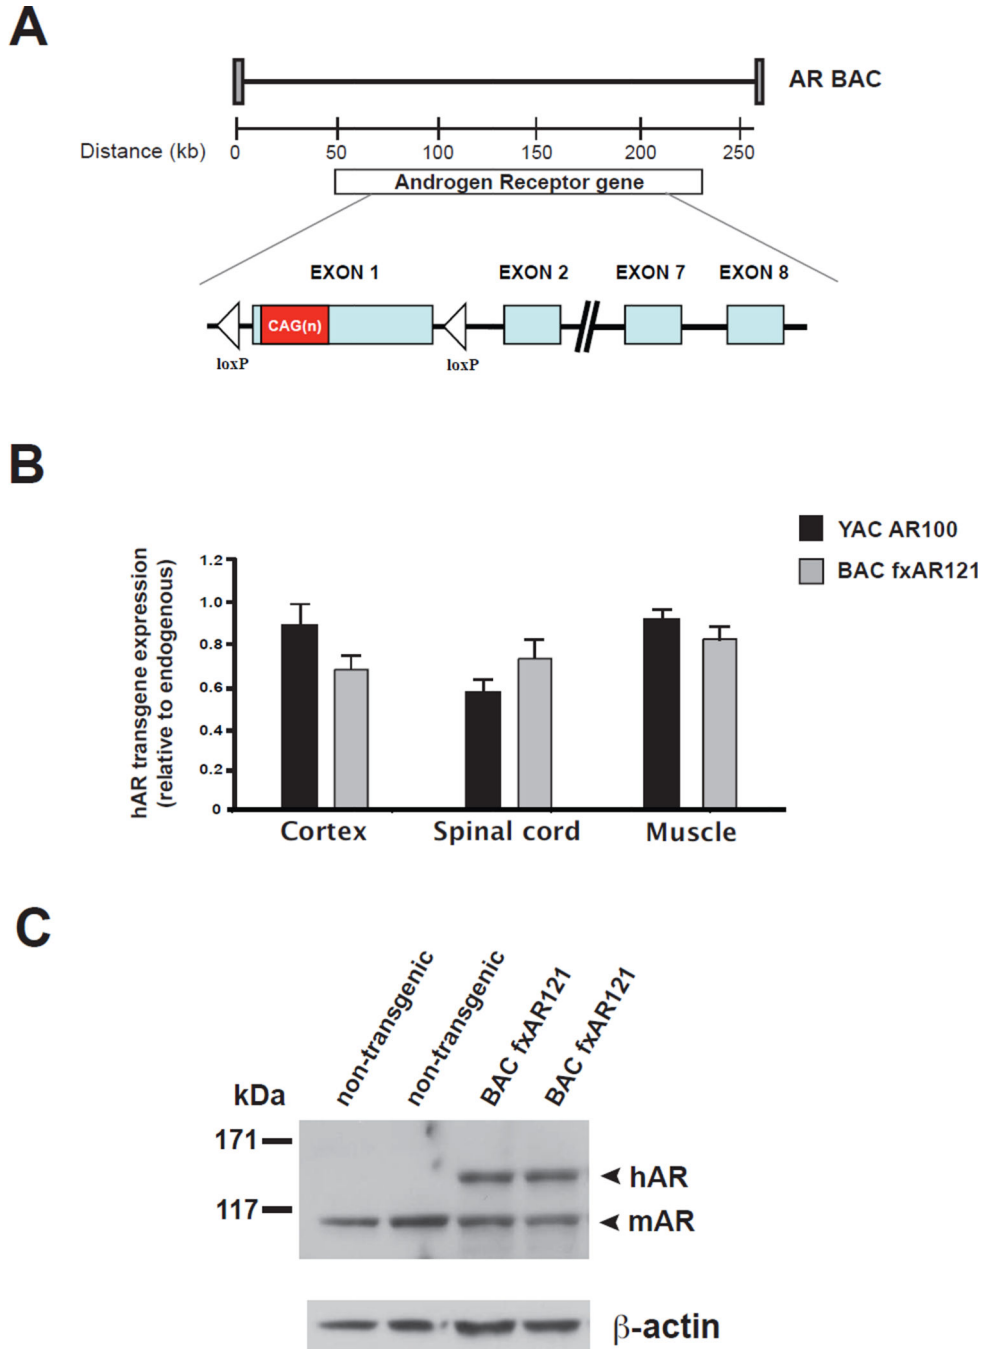 A
AR BAC
Distance (kb) 0 50 100 150 200 250
Androgen Receptor gene
EXON 1 EXON 2 EXON 7 EXON 8
CAG(n)
loxP loxP
B
YAC AR100
BAC fxAR121
hAR transgene expression
(relative to endogenous)
1.2
1.0
0.8
0.6
0.4
0.2
0
Cortex Spinal cord Muscle
C
non-transgenic
non-transgenic
BAC fxAR121
BAC fxAR121
kDa
171
hAR
117
mAR
β-actin